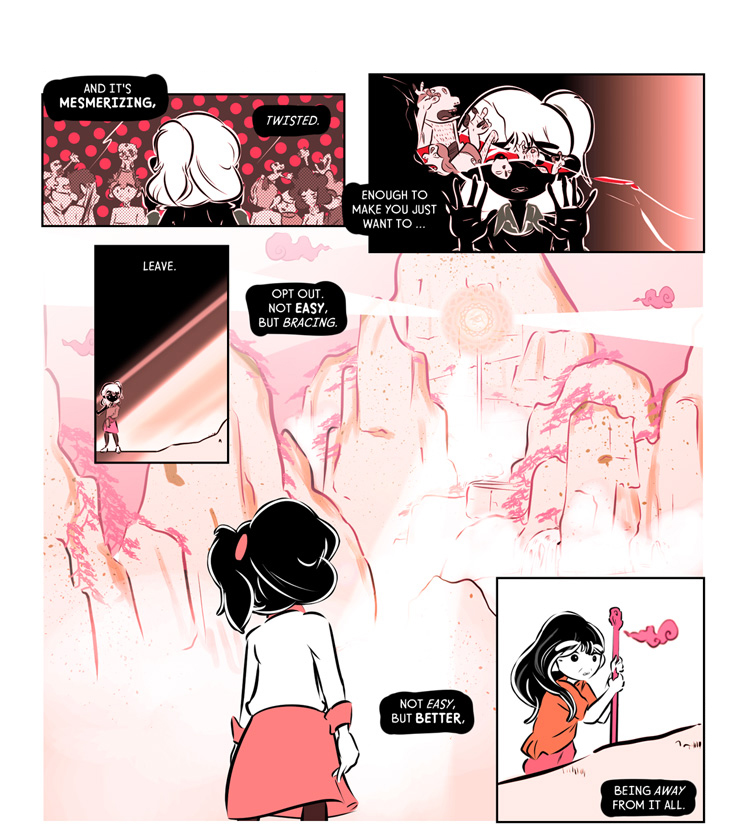 AND IT'S
MESMERIZING,
TWISTED.
ENOUGH TO
MAKE YOU JUST
WANT TO ...
LEAVE.
OPT OUT.
NOT EASY,
BUT BRACING.
NOT EASY,
BUT BETTER,
BEING AWAY
FROM IT ALL.